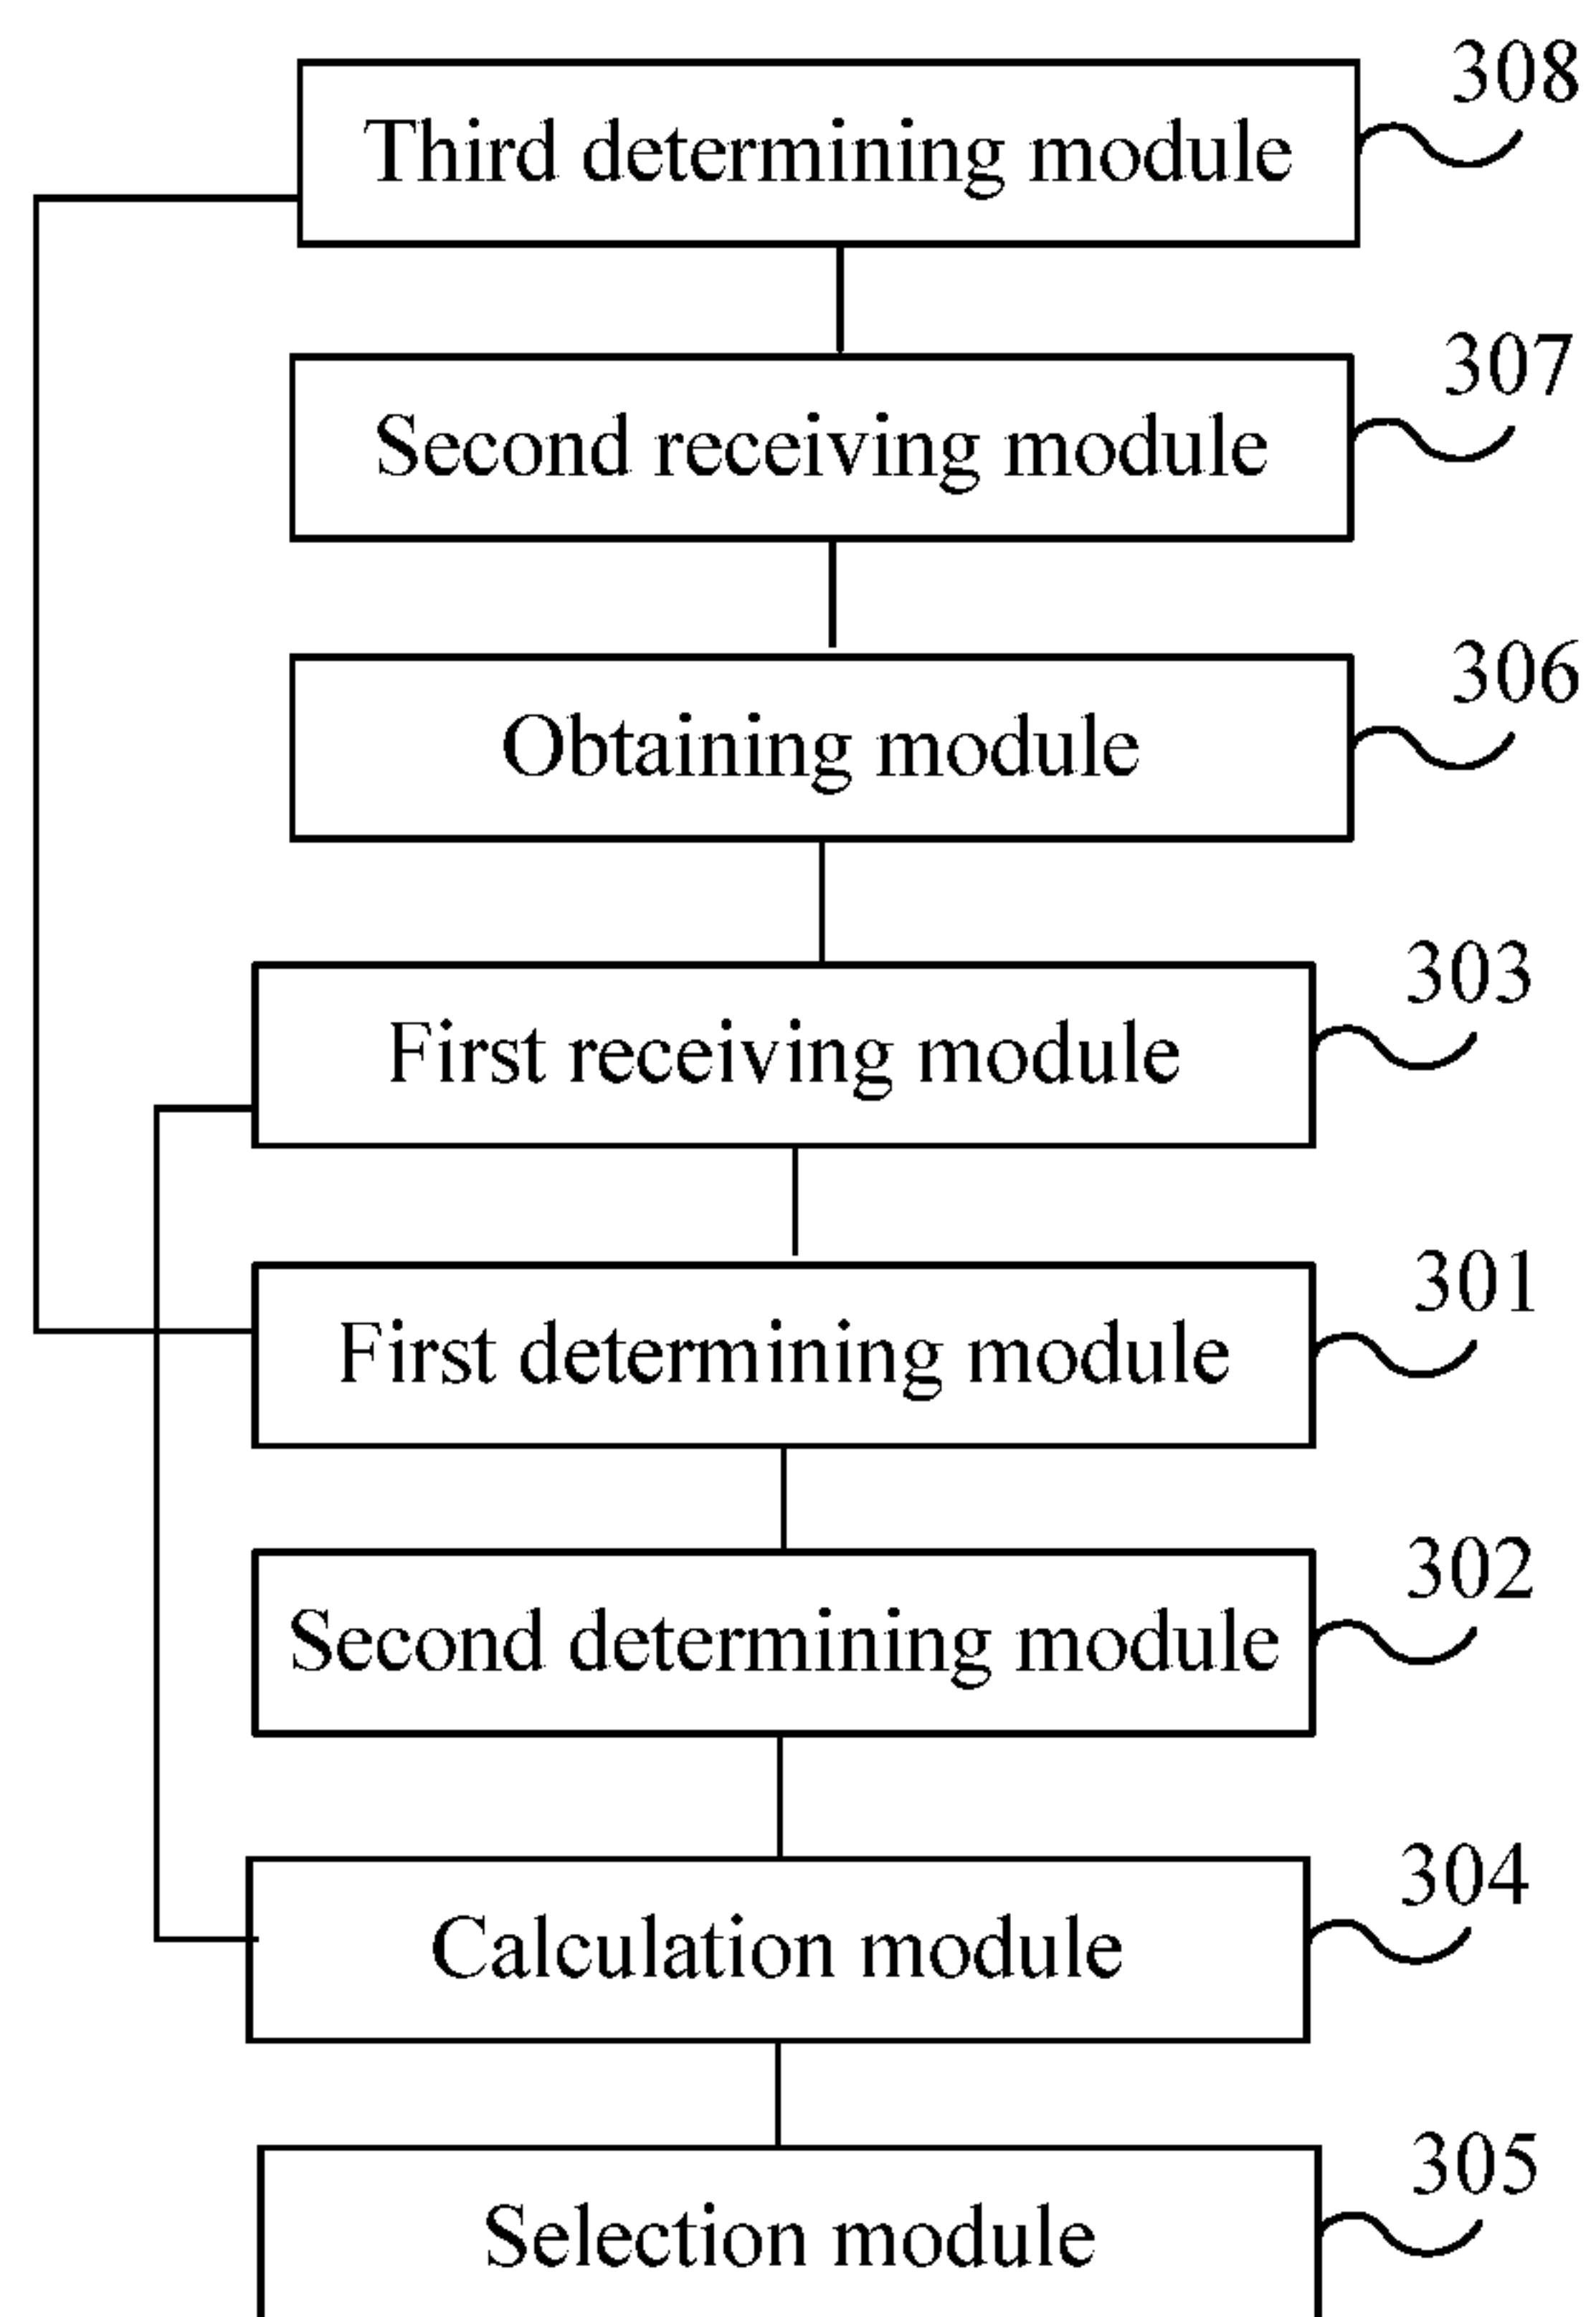 308
Third determining module
307
Second receiving module
306
Obtaining module
303
First receiving module
301
First determining module
302
Second determining module
304
Calculation module
305
Selection module